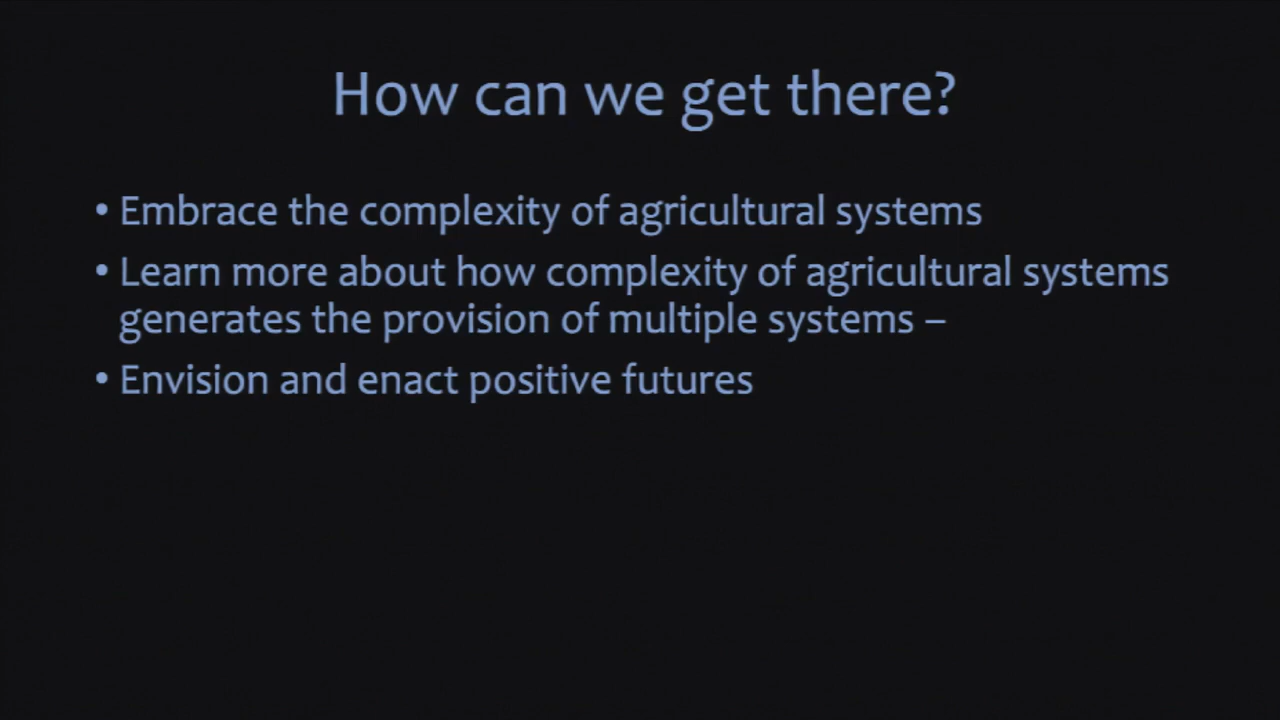 How can we get there?
• Embrace the complexity of agricultural systems
• Learn more about how complexity of agricultural systems
generates the provision of multiple systems –
• Envision and enact positive futures